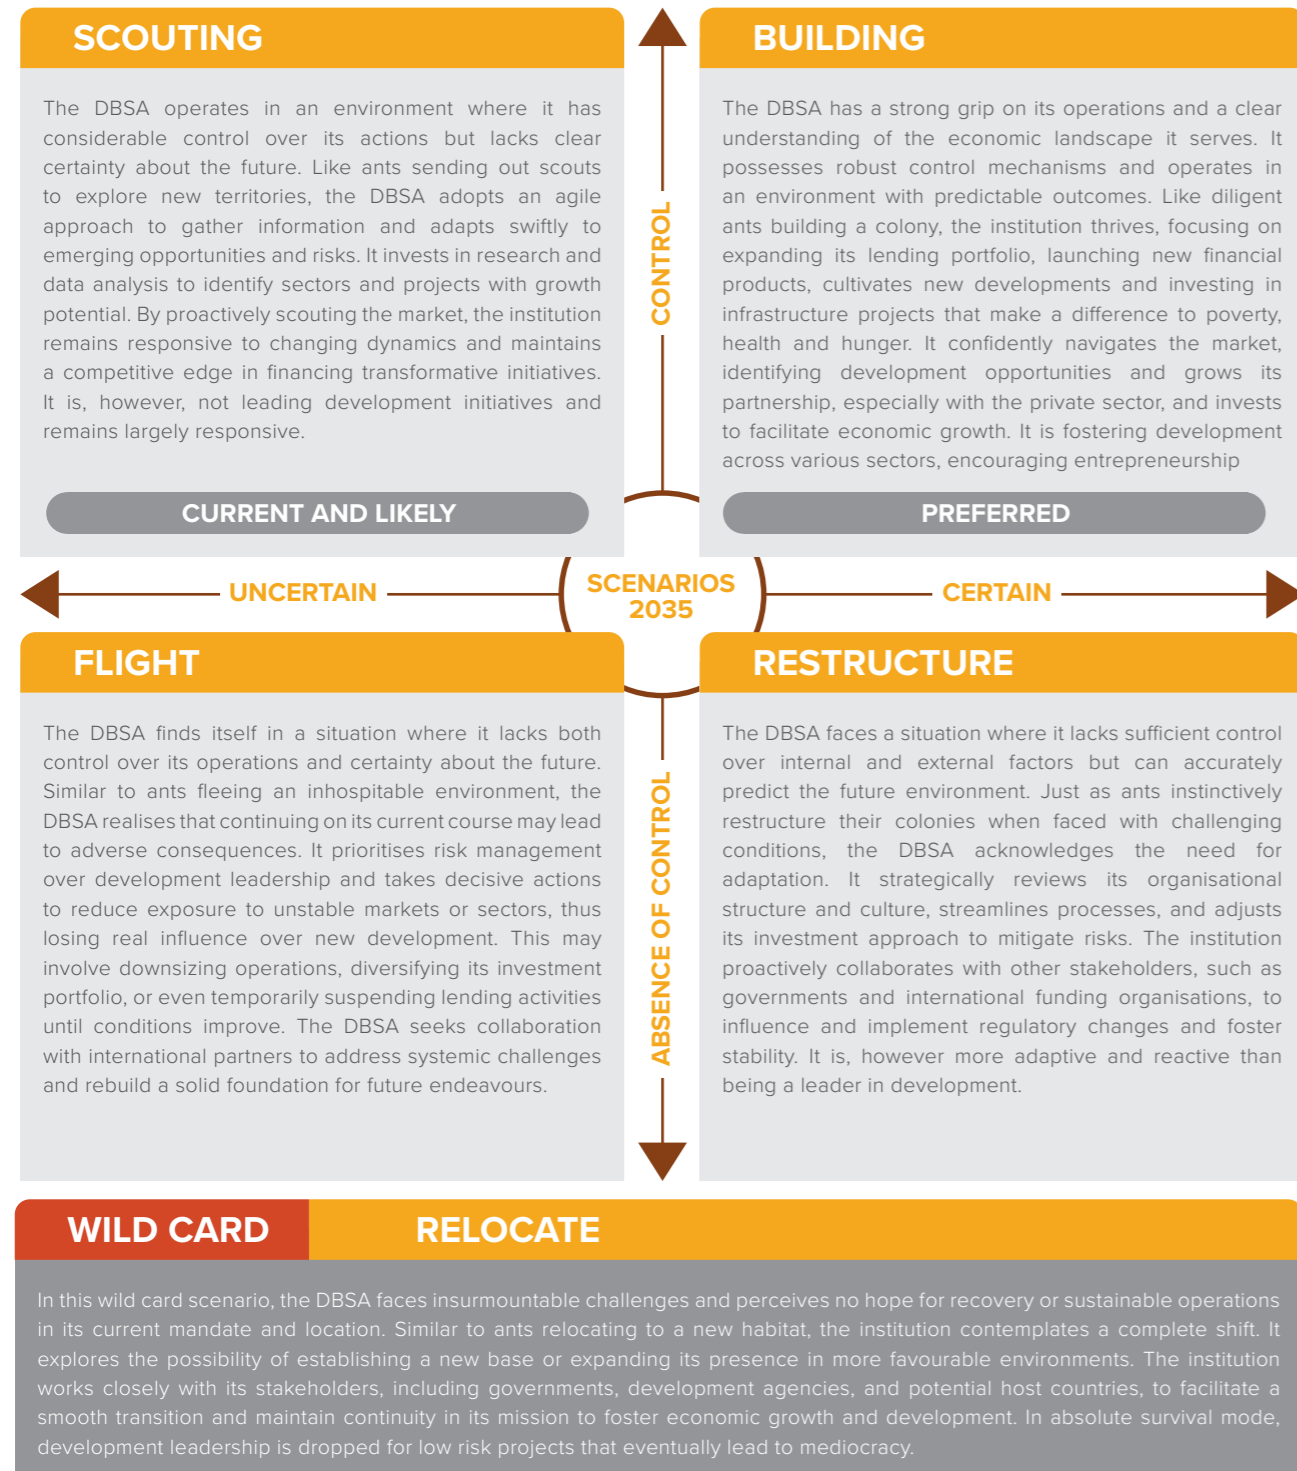 SCOUTING
The DBSA operates in an environment where it has
considerable control over its actions but lacks clear
certainty about the future. Like ants sending out scouts
to explore new territories, the DBSA adopts an agile
approach to gather information and adapts swiftly to
emerging opportunities and risks. It invests in research and
data analysis to identify sectors and projects with growth
potential. By proactively scouting the market, the institution
remains responsive to changing dynamics and maintains
a competitive edge in financing transformative initiatives.
It is, however, not leading development initiatives and
remains largely responsive.
CURRENT AND LIKELY
CONTROL
BUILDING
The DBSA has a strong grip on its operations and a clear
understanding of the economic landscape it serves. It
possesses robust control mechanisms and operates in
an environment with predictable outcomes. Like diligent
ants building a colony, the institution thrives, focusing on
expanding its lending portfolio, launching new financial
products, cultivates new developments and investing in
infrastructure projects that make a difference to poverty,
health and hunger. It confidently navigates the market,
identifying development opportunities and grows its
partnership, especially with the private sector, and invests
to facilitate economic growth. It is fostering development
across various sectors, encouraging entrepreneurship
PREFERRED
UNCERTAIN
SCENARIOS
2035
CERTAIN
FLIGHT
The DBSA finds itself in a situation where it lacks both
control over its operations and certainty about the future.
Similar to ants fleeing an inhospitable environment, the
DBSA realises that continuing on its current course may lead
to adverse consequences. It prioritises risk management
over development leadership and takes decisive actions
to reduce exposure to unstable markets or sectors, thus
losing real influence over new development. This may
involve downsizing operations, diversifying its investment
portfolio, or even temporarily suspending lending activities
until conditions improve. The DBSA seeks collaboration
with international partners to address systemic challenges
and rebuild a solid foundation for future endeavours.
ABSENCE OF CONTROL
RESTRUCTURE
The DBSA faces a situation where it lacks sufficient control
over internal and external factors but can accurately
predict the future environment. Just as ants instinctively
restructure their colonies when faced with challenging
conditions, the DBSA acknowledges the need for
adaptation. It strategically reviews its organisational
structure and culture, streamlines processes, and adjusts
its investment approach to mitigate risks. The institution
proactively collaborates with other stakeholders, such as
governments and international funding organisations, to
influence and implement regulatory changes and foster
stability. It is, however more adaptive and reactive than
being a leader in development.
WILD CARD
RELOCATE
In this wild card scenario, the DBSA faces insurmountable challenges and perceives no hope for recovery or sustainable operations
in its current mandate and location. Similar to ants relocating to a new habitat, the institution contemplates a complete shift. It
explores the possibility of establishing a new base or expanding its presence in more favourable environments. The institution
works closely with its stakeholders, including governments, development agencies, and potential host countries, to facilitate a
smooth transition and maintain continuity in its mission to foster economic growth and development. In absolute survival mode,
development leadership is dropped for low risk projects that eventually lead to mediocracy.